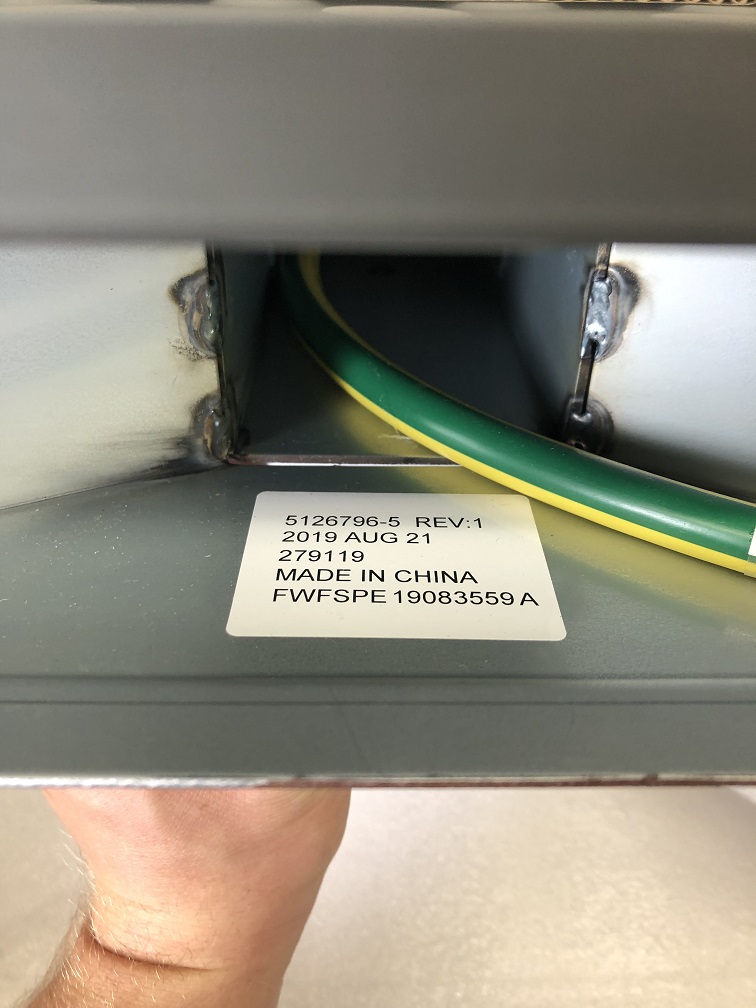 5126796-5 REV:1
2019 AUG 21
279119
MADE IN CHINA
FWFSPE 19083559 A